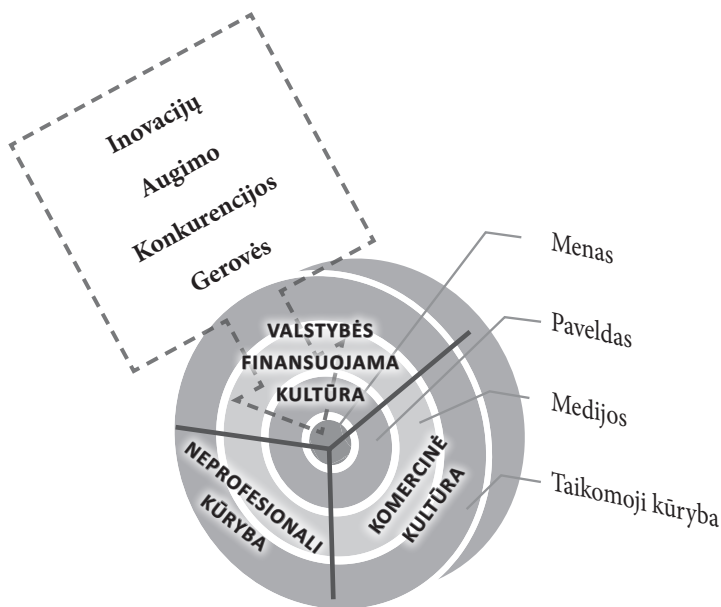 Inovacijų
Augimo
Konkurencijos
Gerovės
VALSTYBĖS
FINANSUOJAMA
KULTŪRA
NEPROFESIONALI
KŪRYBA
KOMERCINĖ
KULTŪRA
Menas
Paveldas
Medijos
Taikomoji kūryba